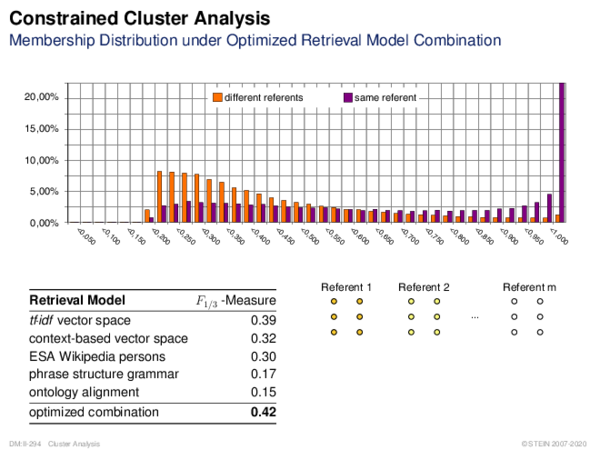 Constrained Cluster Analysis
Membership Distribution under Optimized Retrieval Model Combination
20,00%
15,00%
10,00%
5,00%
0,00%
different referents
same referent
<0,050
<0,100
<0,150
<0,200
<0,250
<0,300
<0,350
<0,400
<0,450
<0,500
<0,550
<0,600
<0,650
<0,700
<0,750
<0,800
<0,850
<0,900
<0,950
<1,000
Retrieval Model F1/3 -Measure
tf·idf vector space 0.39
context-based vector space 0.32
ESA Wikipedia persons 0.30
phrase structure grammar 0.17
ontology alignment 0.15
optimized combination 0.42
Referent 1 Referent 2 Referent m
...
DM:II-294 Cluster Analysis
©STEIN 2007-2020